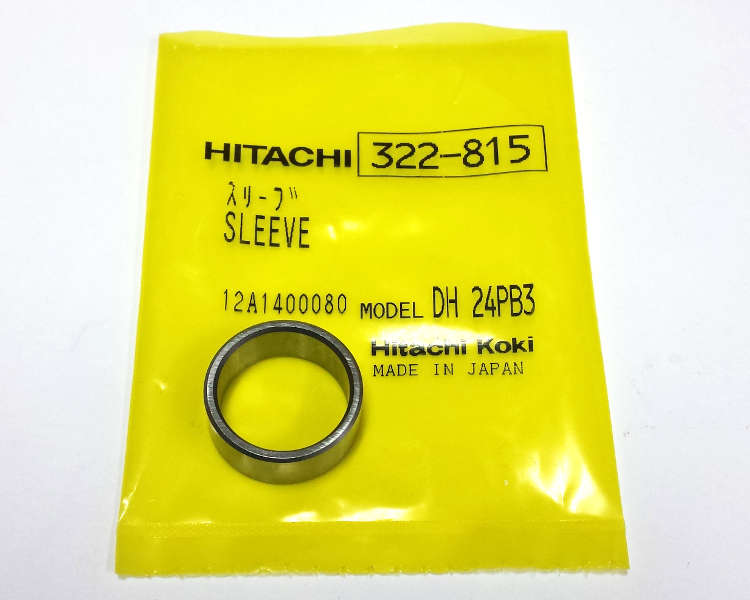 HITACHI 322-815
ｽﾘｰﾌﾞ
SLEEVE
12A1400080 MODEL DH 24PB3
Hitachi Koki
MADE IN JAPAN